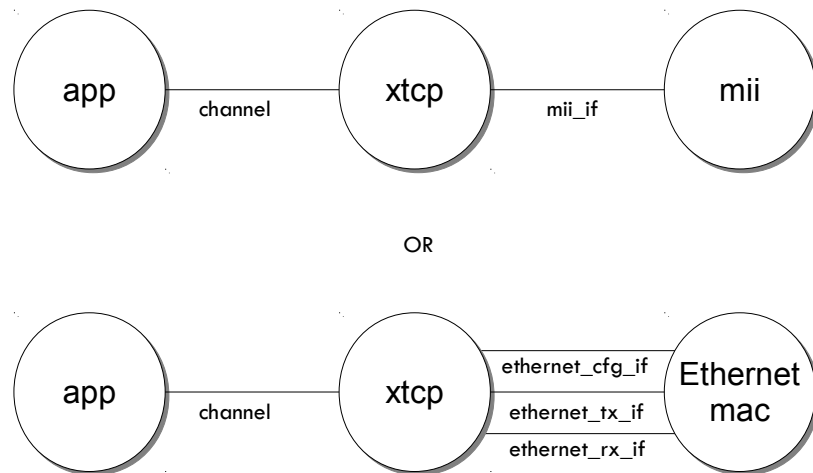 app
channel
xtcp
mii_if
mii
OR
app
channel
xtcp
ethernet_cfg_if
ethernet_tx_if
ethernet_rx_if
Ethernet
mac